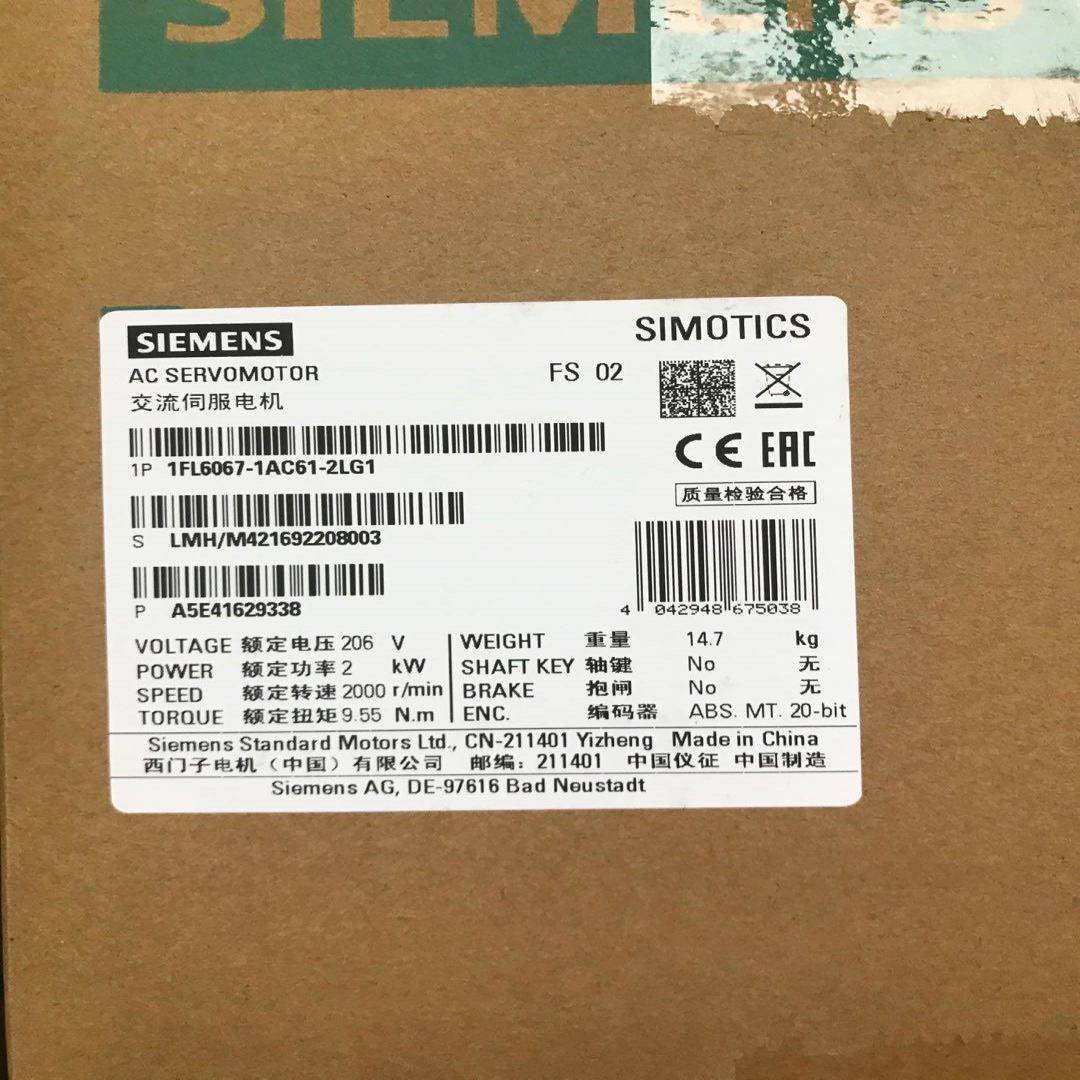 SIEMENS
SIEMENS
SIMOTICS
AC SERVOMOTOR
FS 02
交流伺服电机
1P 1FL6067-1AC61-2LG1
CE EAC
质量检验合格
S LMH/M421692208003
P A5E41629338
4 042948 675038
VOLTAGE 额定电压 206 V
POWER 额定功率 2 kW
SPEED 额定转速 2000 r/min
TORQUE 额定扭矩 9.55 N.m
WEIGHT 重量 14.7 kg
SHAFT KEY 轴键 No 无
BRAKE 抱闸 No 无
ENC. 编码器 ABS. MT. 20-bit
Siemens Standard Motors Ltd., CN-211401 Yizheng Made in China
西门子电机（中国）有限公司 邮编：211401 中国仪征 中国制造
Siemens AG, DE-97616 Bad Neustadt